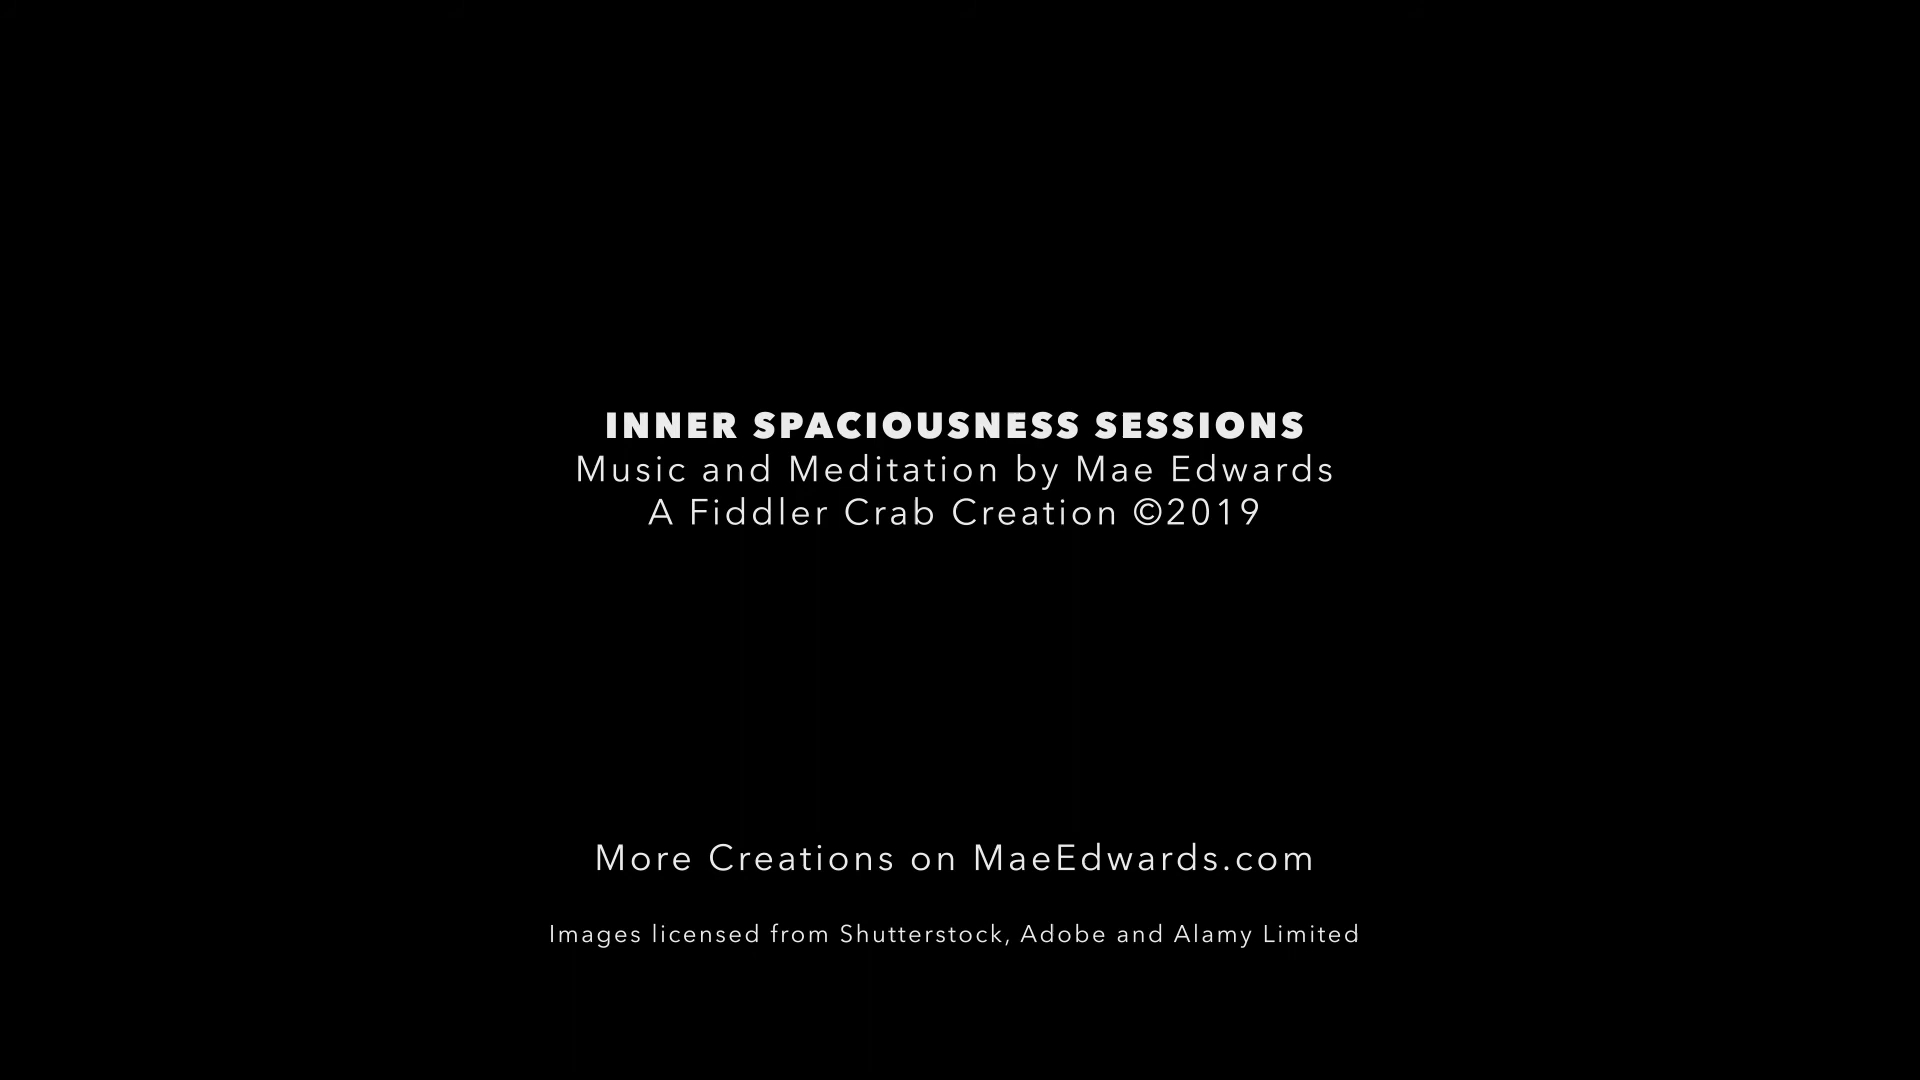 INNER SPACIOUSNESS SESSIONS
Music and Meditation by Mae Edwards
A Fiddler Crab Creation ©2019
More Creations on MaeEdwards.com
Images licensed from Shutterstock, Adobe and Alamy Limited